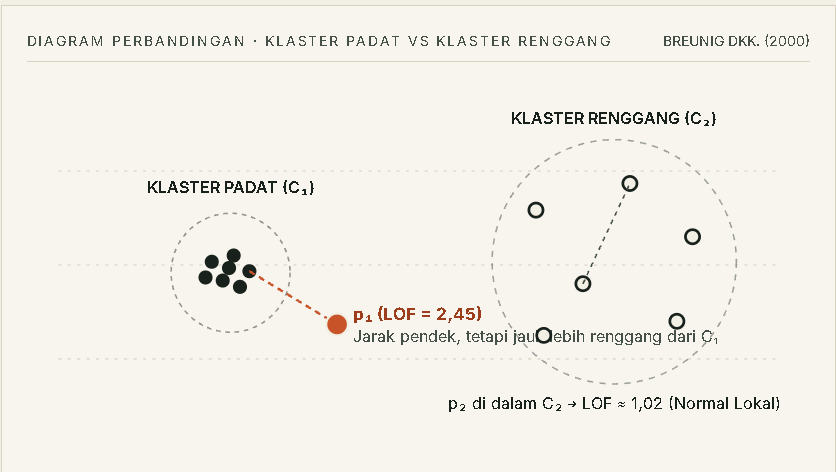 DIAGRAM PERBANDINGAN · KLASTER PADAT VS KLASTER RENGGANG
BREUNIG DKK. (2000)
KLASTER RENGGANG (C₂)
KLASTER PADAT (C₁)
p₁ (LOF = 2,45)
Jarak pendek, tetapi jauh lebih renggang dari C₁
p₂ di dalam C₂ → LOF ≈ 1,02 (Normal Lokal)